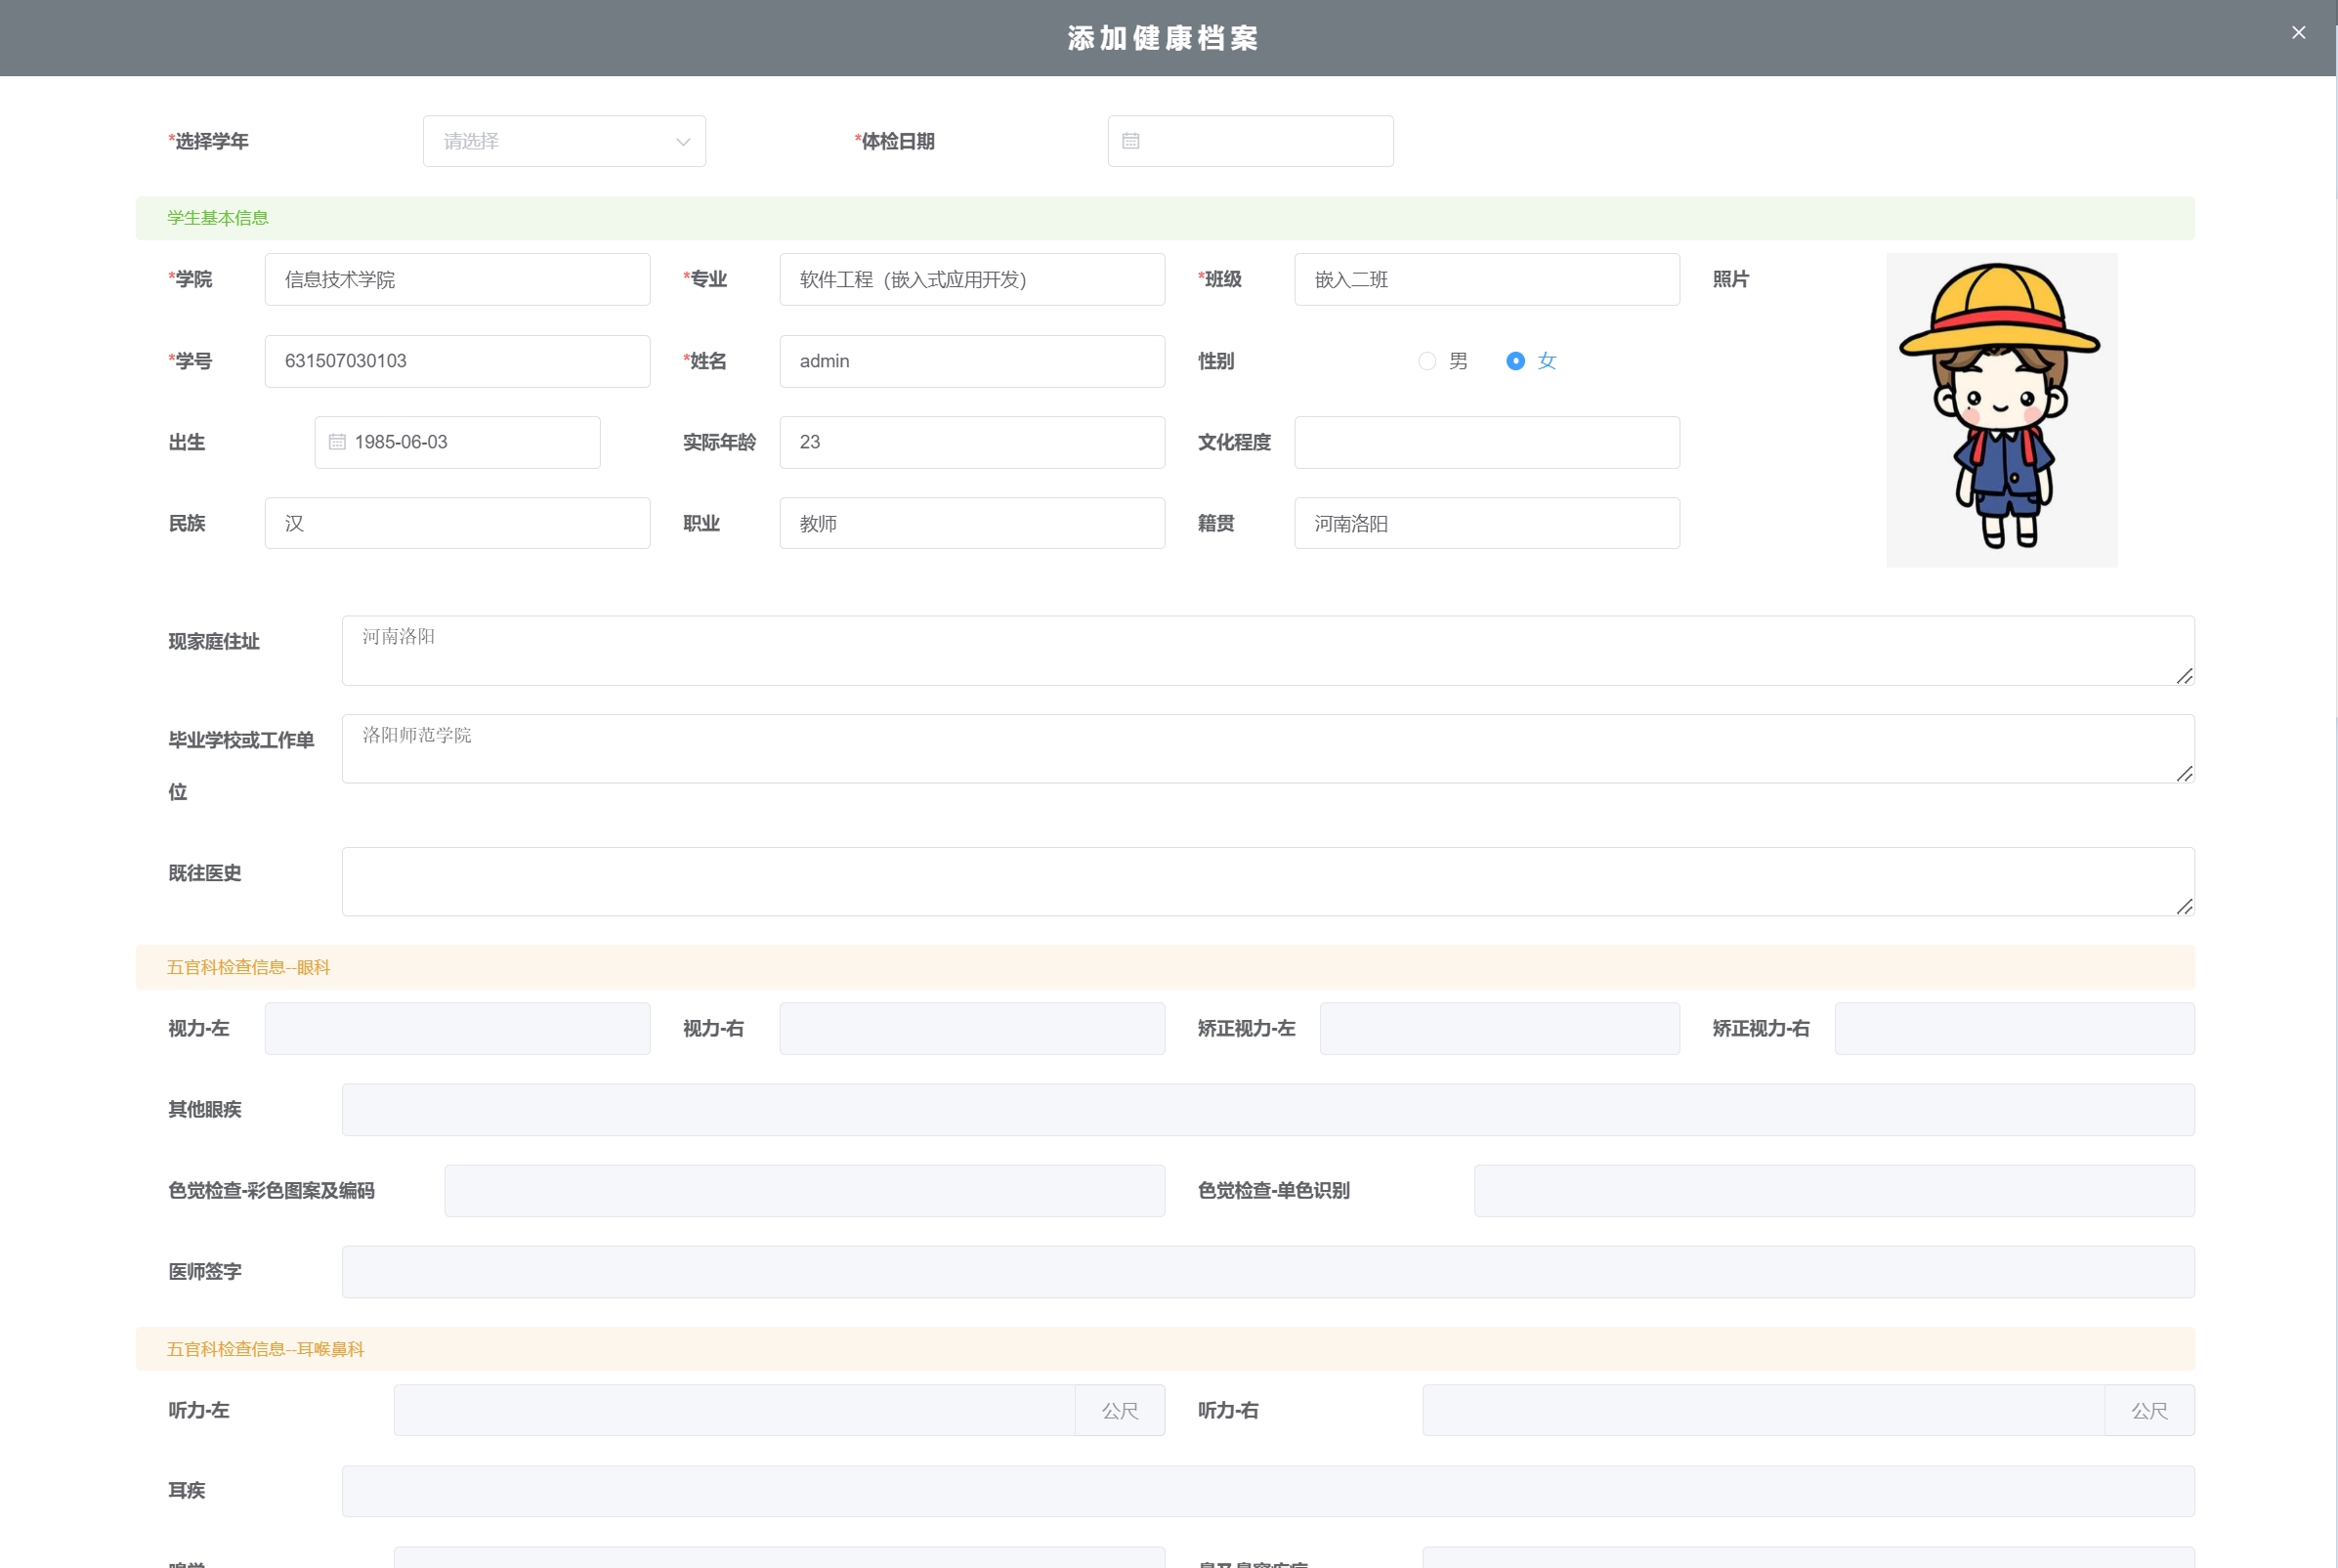 添加健康档案
*选择学年 请选择 *体检日期
学生基本信息
*学院 信息技术学院 *专业 软件工程（嵌入式应用开发） *班级 嵌入二班 照片
*学号 631507030103 *姓名 admin 性别 男 女
出生 1985-06-03 实际年龄 23 文化程度
民族 汉 职业 教师 籍贯 河南洛阳
现家庭住址 河南洛阳
毕业学校或工作单 洛阳师范学院
位
既往医史
五官科检查信息--眼科
视力-左 视力-右 矫正视力-左 矫正视力-右
其他眼疾
色觉检查-彩色图案及编码 色觉检查-单色识别
医师签字
五官科检查信息--耳喉鼻科
听力-左 公尺 听力-右 公尺
耳疾